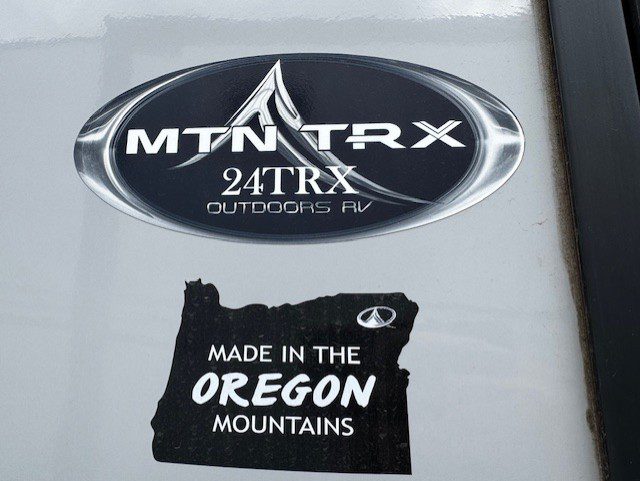 MTN TRX
24TRX
OUTDOORS RV
MADE IN THE
OREGON
MOUNTAINS